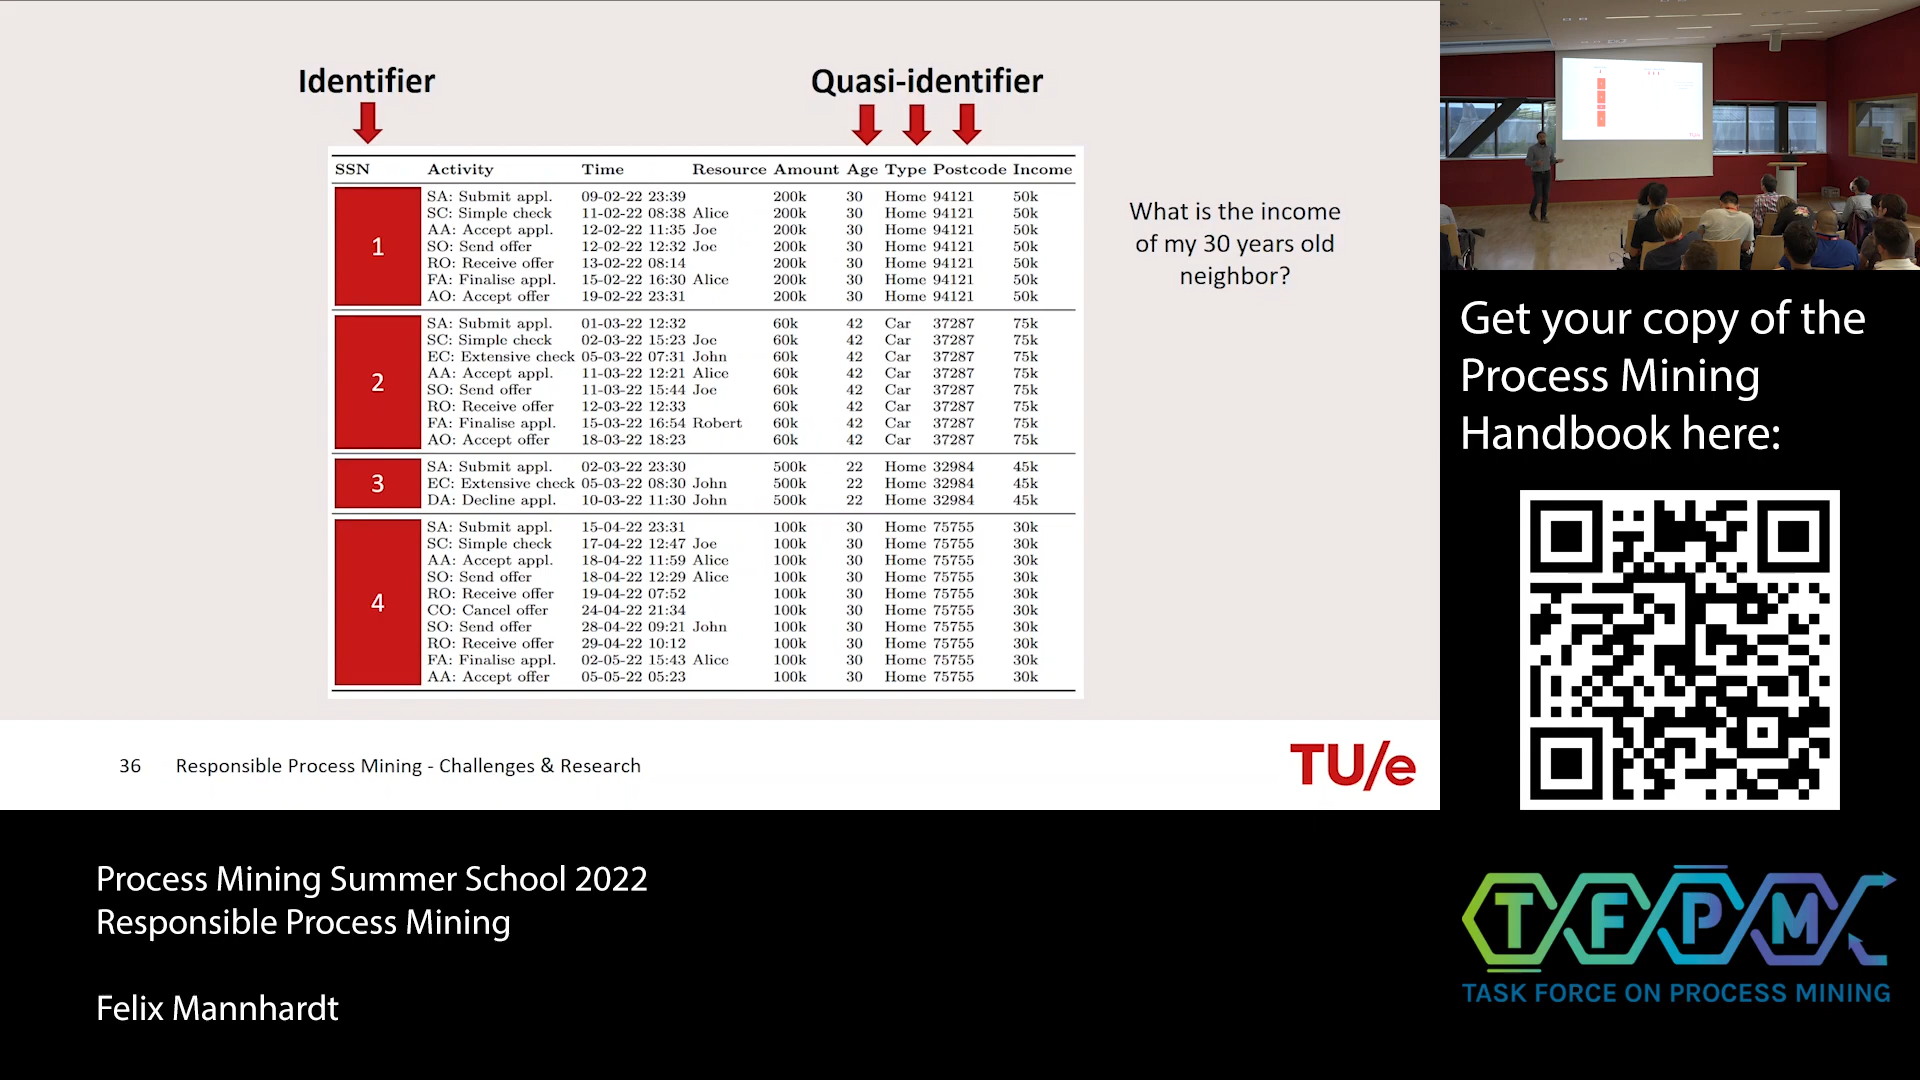 Identifier
Quasi-identifier
SSN Activity Time Resource Amount Age Type Postcode Income
1
SA: Submit appl. 09-02-22 23:39 200k 30 Home 94121 50k
SC: Simple check 11-02-22 08:38 Alice 200k 30 Home 94121 50k
AA: Accept appl. 12-02-22 11:35 Joe 200k 30 Home 94121 50k
SO: Send offer 12-02-22 12:32 Joe 200k 30 Home 94121 50k
RO: Receive offer 13-02-22 08:14 200k 30 Home 94121 50k
FA: Finalise appl. 15-02-22 16:30 Alice 200k 30 Home 94121 50k
AO: Accept offer 19-02-22 23:31 200k 30 Home 94121 50k
2
SA: Submit appl. 01-03-22 12:32 60k 42 Car 37287 75k
SC: Simple check 02-03-22 15:23 Joe 60k 42 Car 37287 75k
EC: Extensive check 05-03-22 07:31 John 60k 42 Car 37287 75k
AA: Accept appl. 11-03-22 12:21 Alice 60k 42 Car 37287 75k
SO: Send offer 11-03-22 15:44 Joe 60k 42 Car 37287 75k
RO: Receive offer 12-03-22 12:33 60k 42 Car 37287 75k
FA: Finalise appl. 15-03-22 16:54 Robert 60k 42 Car 37287 75k
AO: Accept offer 18-03-22 18:23 60k 42 Car 37287 75k
3
SA: Submit appl. 02-03-22 23:30 500k 22 Home 32984 45k
EC: Extensive check 05-03-22 08:30 John 500k 22 Home 32984 45k
DA: Decline appl. 10-03-22 11:30 John 500k 22 Home 32984 45k
4
SA: Submit appl. 15-04-22 23:31 100k 30 Home 75755 30k
SC: Simple check 17-04-22 12:47 Joe 100k 30 Home 75755 30k
AA: Accept appl. 18-04-22 11:59 Alice 100k 30 Home 75755 30k
SO: Send offer 18-04-22 12:29 Alice 100k 30 Home 75755 30k
RO: Receive offer 19-04-22 07:52 100k 30 Home 75755 30k
CO: Cancel offer 24-04-22 21:34 100k 30 Home 75755 30k
SO: Send offer 28-04-22 09:21 John 100k 30 Home 75755 30k
RO: Receive offer 29-04-22 10:12 100k 30 Home 75755 30k
FA: Finalise appl. 02-05-22 15:43 Alice 100k 30 Home 75755 30k
AA: Accept offer 05-05-22 05:23 100k 30 Home 75755 30k
What is the income
of my 30 years old
neighbor?
36 Responsible Process Mining - Challenges & Research
TU/e
Get your copy of the
Process Mining
Handbook here:
Process Mining Summer School 2022
Responsible Process Mining
Felix Mannhardt
TFPM
TASK FORCE ON PROCESS MINING